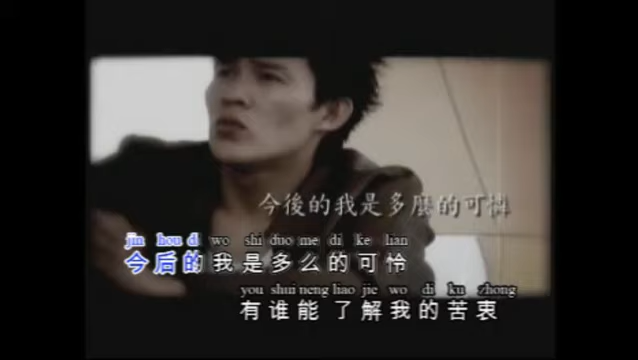 今後的我是多麼的可憐
jin hou di wo shi duo me di ke lian
今后的我是多么的可怜
you shui neng liao jie wo di ku zhong
有谁能了解我的苦衷